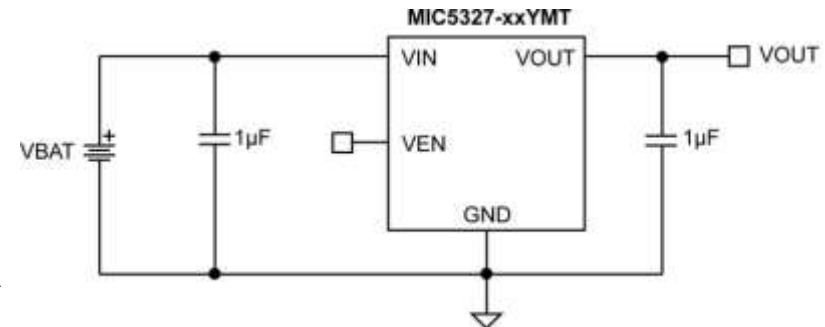 MIC5327-xxYMT
VIN VOUT
VOUT
+
VBAT
1µF
VEN
1µF
GND